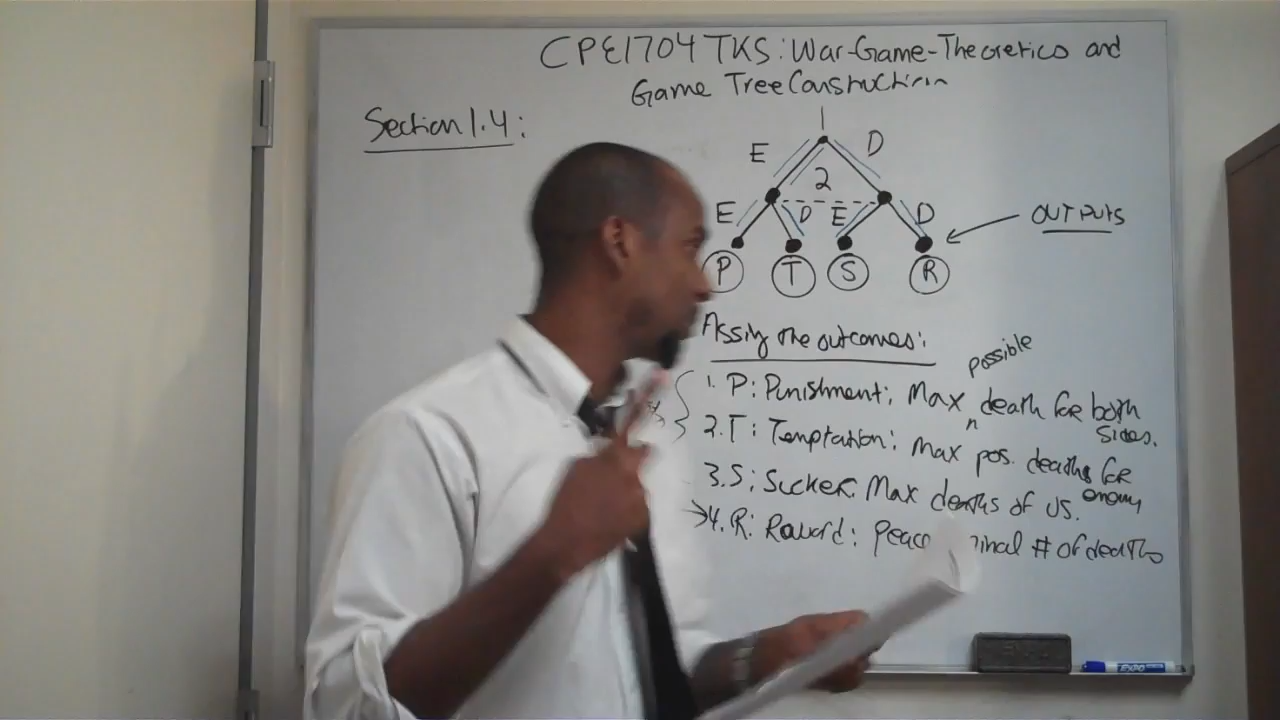 CPE1704 TKS: War-Game-Theoretics and
Game Tree Construction
Section 1.4:
1
E D
2
E D E D
OUTPUTS
P T S R
Assign the outcomes:
possible
1. P: Punishment: Max death for both
sides.
2. T: Temptation: Max pos. deaths for
enemy
3. S: Sucker: Max deaths of us.
4. R: Reward: Peace # of deaths
EXPO